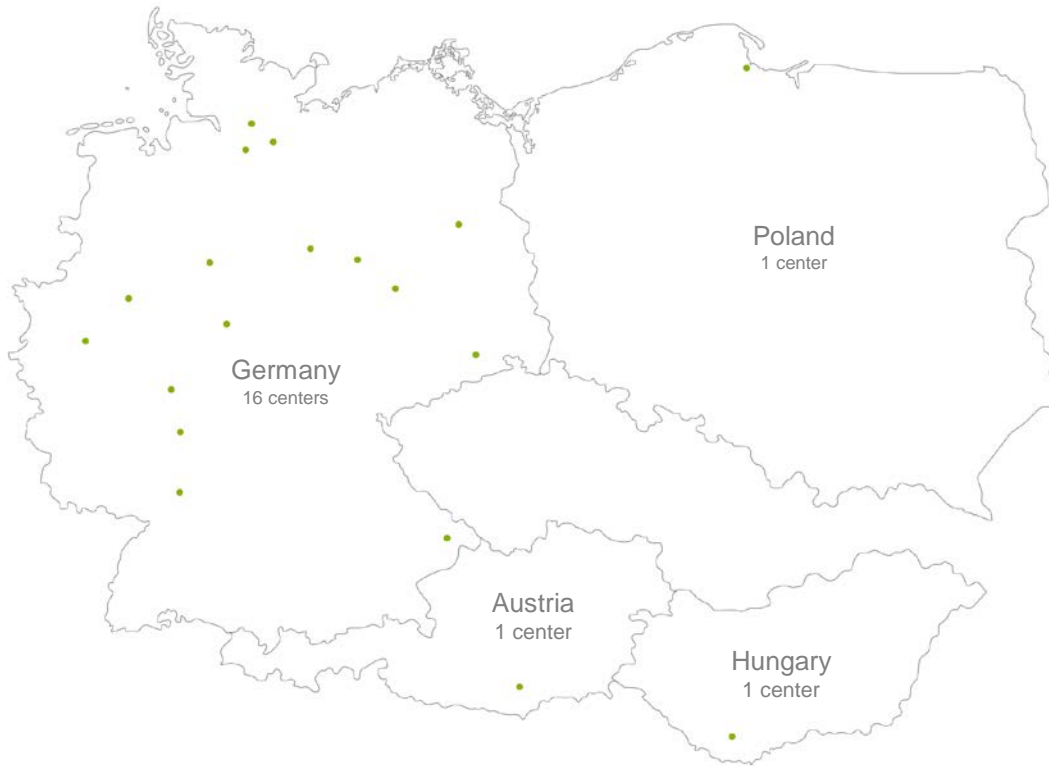 Poland
1 center
Germany
16 centers
Austria
1 center
Hungary
1 center